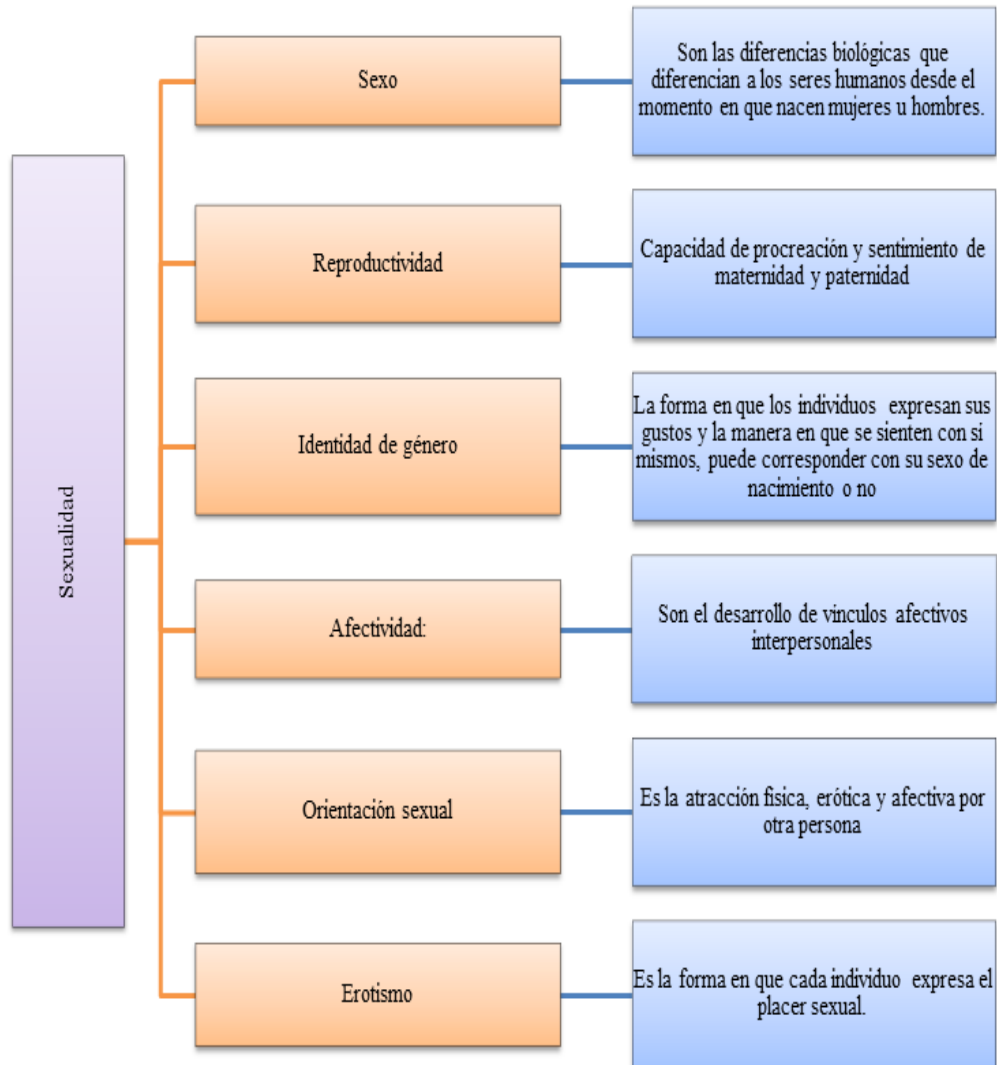 Sexualidad
Sexo
Son las diferencias biológicas que
diferencian a los seres humanos desde el
momento en que nacen mujeres u hombres.
Reproductividad
Capacidad de procreación y sentimiento de
maternidad y paternidad
Identidad de género
La forma en que los individuos expresan sus
gustos y la manera en que se sienten con si
mismos, puede corresponder con su sexo de
nacimiento o no
Afectividad:
Son el desarrollo de vínculos afectivos
interpersonales
Orientación sexual
Es la atracción física, erótica y afectiva por
otra persona
Erotismo
Es la forma en que cada individuo expresa el
placer sexual.